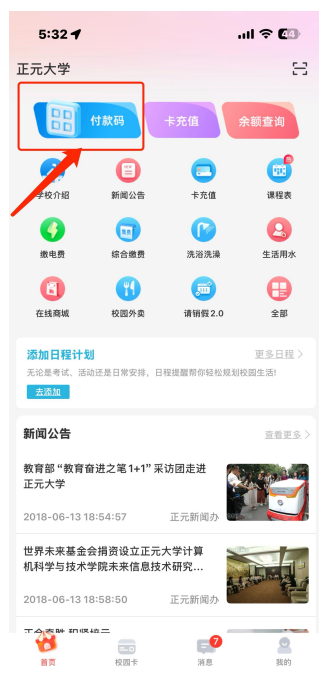 5:32
44
正元大学
付款码
卡充值
余额查询
学校介绍
新闻公告
卡充值
课程表
缴电费
综合缴费
洗浴洗澡
生活用水
在线商城
校园外卖
请销假2.0
全部
添加日程计划
更多日程
无论是考试、活动还是日常安排，日程提醒帮你轻松规划校园生活!
去添加
新闻公告
查看更多
教育部“教育奋进之笔1+1”采访团走进
正元大学
2018-06-13 18:54:57
正元新闻办
世界未来基金会捐资设立正元大学计算
机科学与技术学院未来信息技术研究...
2018-06-13 18:58:50
正元新闻办
7
首页
校园卡
消息
我的